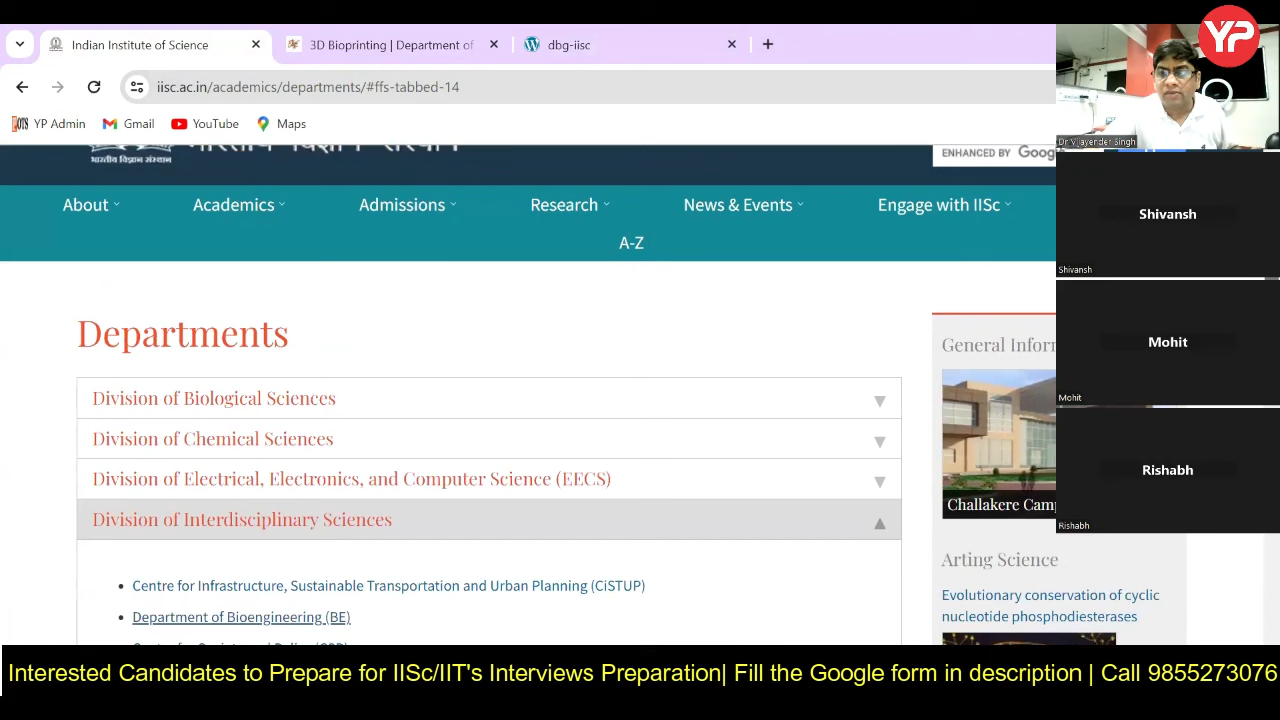 YP
Indian Institute of Science
3D Bioprinting | Department of
dbg-iisc
iisc.ac.in/academics/departments/#ffs-tabbed-14
YP Admin
Gmail
YouTube
Maps
ENHANCED BY Goog
About
Academics
Admissions
Research
News & Events
Engage with IISc
A-Z
Departments
Division of Biological Sciences
Division of Chemical Sciences
Division of Electrical, Electronics, and Computer Science (EECS)
Division of Interdisciplinary Sciences
Centre for Infrastructure, Sustainable Transportation and Urban Planning (CiSTUP)
Department of Bioengineering (BE)
General Inforr
Challakere Camp
Arting Science
Evolutionary conservation of cyclic
nucleotide phosphodiesterases
Dr Vijayender Singh
Shivansh
Shivansh
Mohit
Mohit
Rishabh
Rishabh
Interested Candidates to Prepare for IISc/IIT's Interviews Preparation| Fill the Google form in description | Call 9855273076